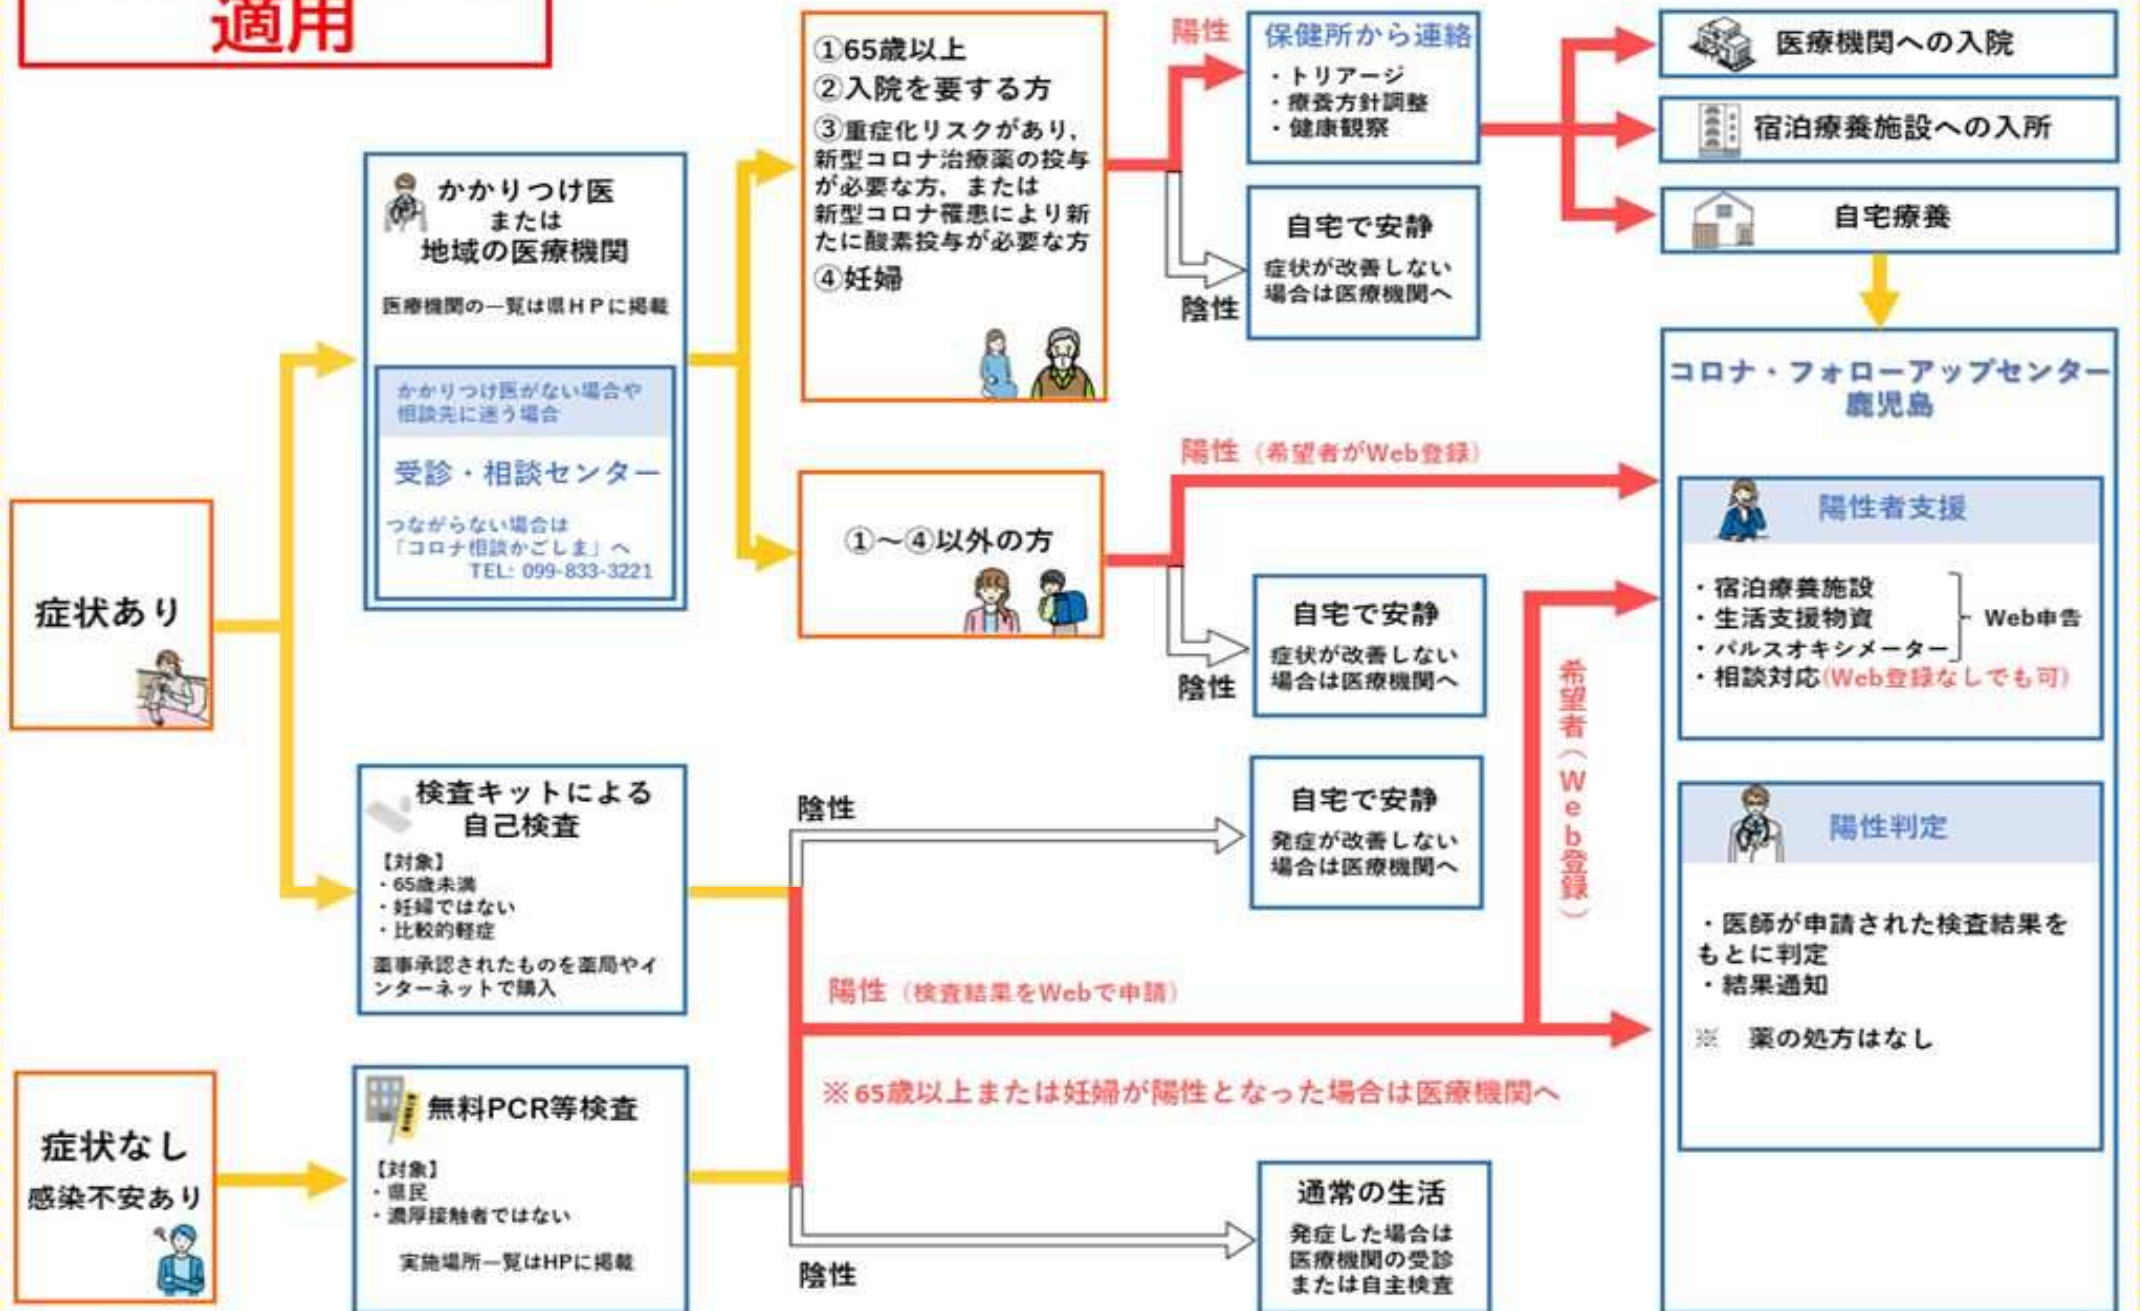 適用
症状あり
症状なし
感染不安あり
かかりつけ医
または
地域の医療機関
医療機関の一覧は県HPに掲載
かかりつけ医がない場合や
相談先に迷う場合
受診・相談センター
つながらない場合は
「コロナ相談かごしま」へ
TEL: 099-833-3221
検査キットによる
自己検査
【対象】
・65歳未満
・妊婦ではない
・比較的軽症
薬事承認されたものを薬局やイ
ンターネットで購入
無料PCR等検査
【対象】
・県民
・濃厚接触者ではない
実施場所一覧はHPに掲載
①65歳以上
②入院を要する方
③重症化リスクがあり,
新型コロナ治療薬の投与
が必要な方, または
新型コロナ罹患により新
たに酸素投与が必要な方
④妊婦
①〜④以外の方
陽性
保健所から連絡
・トリアージ
・療養方針調整
・健康観察
陰性
自宅で安静
症状が改善しない
場合は医療機関へ
医療機関への入院
宿泊療養施設への入所
自宅療養
陽性（希望者がWeb登録）
陰性
自宅で安静
症状が改善しない
場合は医療機関へ
陰性
自宅で安静
発症が改善しない
場合は医療機関へ
陽性（検査結果をWebで申請）
※65歳以上または妊婦が陽性となった場合は医療機関へ
希望者（Web登録）
陰性
通常の生活
発症した場合は
医療機関の受診
または自主検査
コロナ・フォローアップセンター
鹿児島
陽性者支援
・宿泊療養施設
・生活支援物資
・パルスオキシメーター
Web申告
・相談対応(Web登録なしでも可)
陽性判定
・医師が申請された検査結果を
もとに判定
・結果通知
※　薬の処方はなし